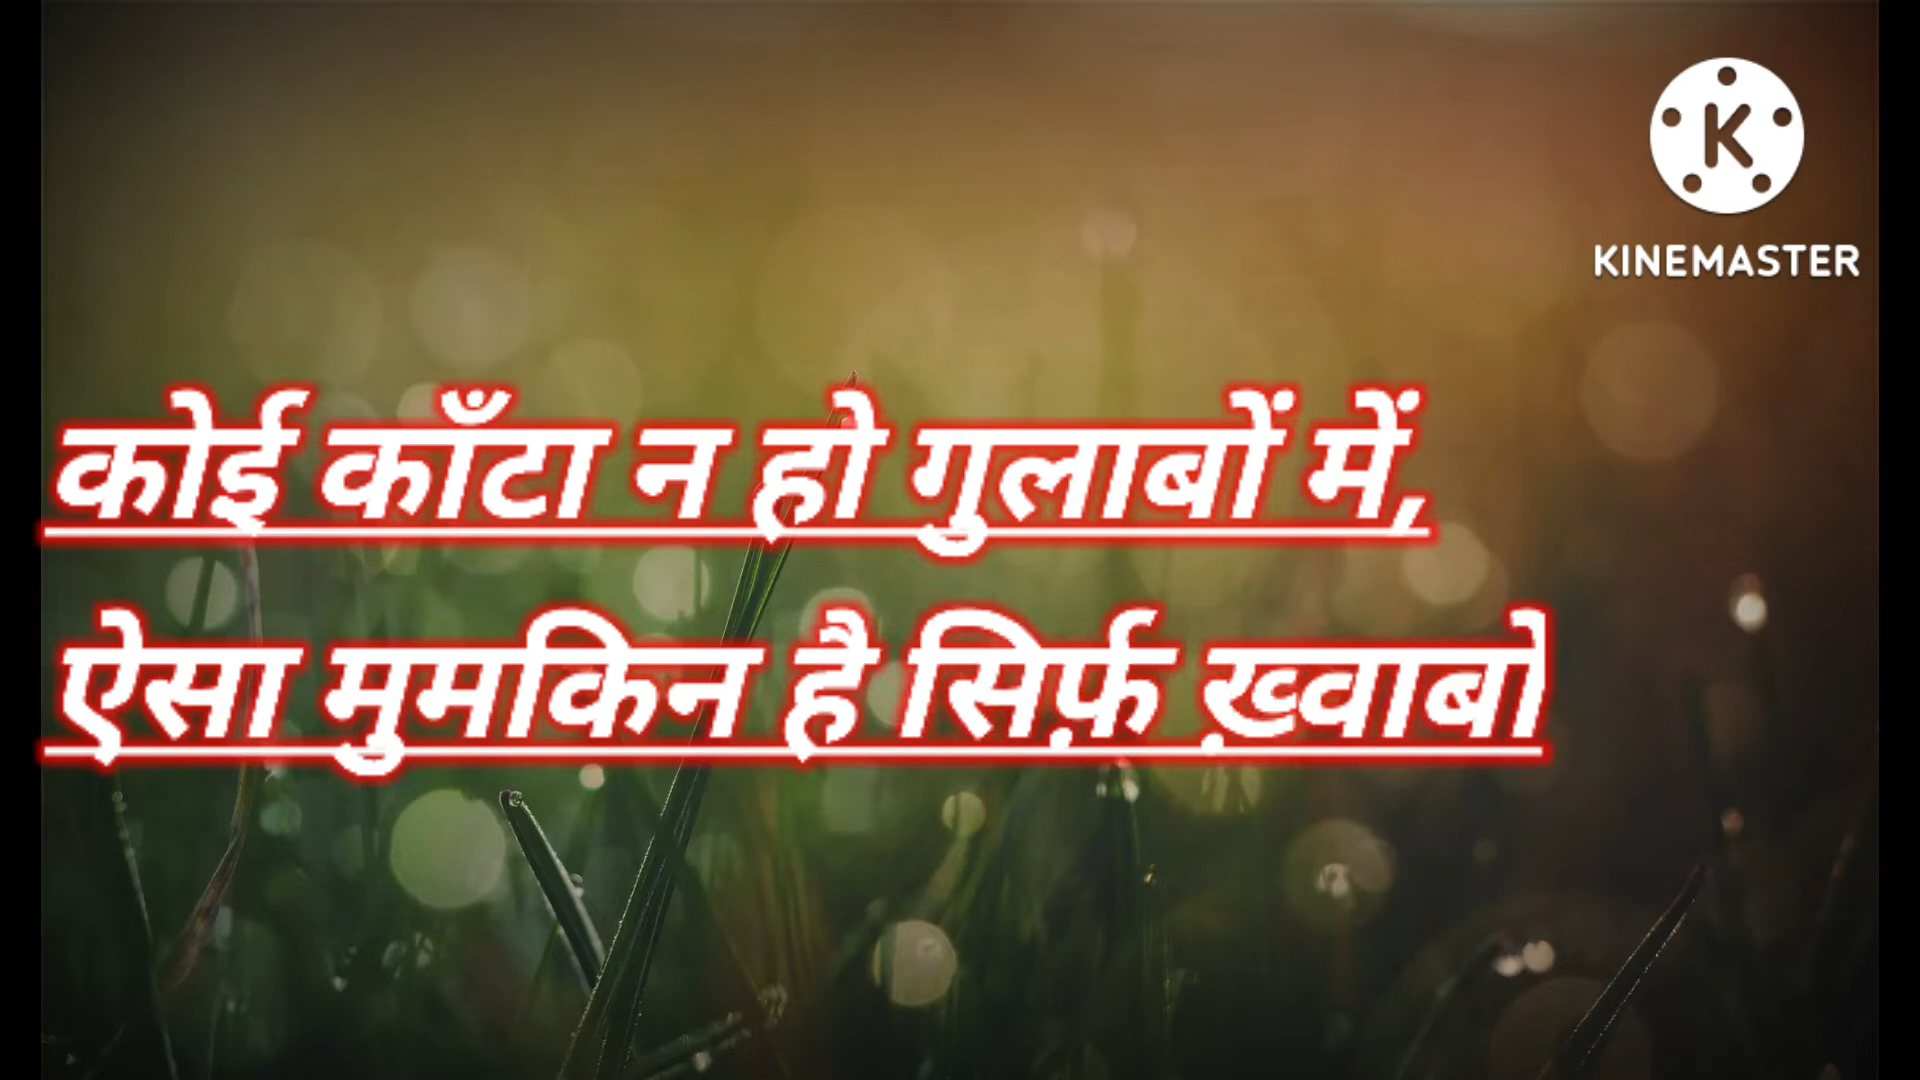 KINEMASTER
कोई काँटा न हो गुलाबों में,
ऐसा मुमकिन है सिर्फ़ ख़्वाबो